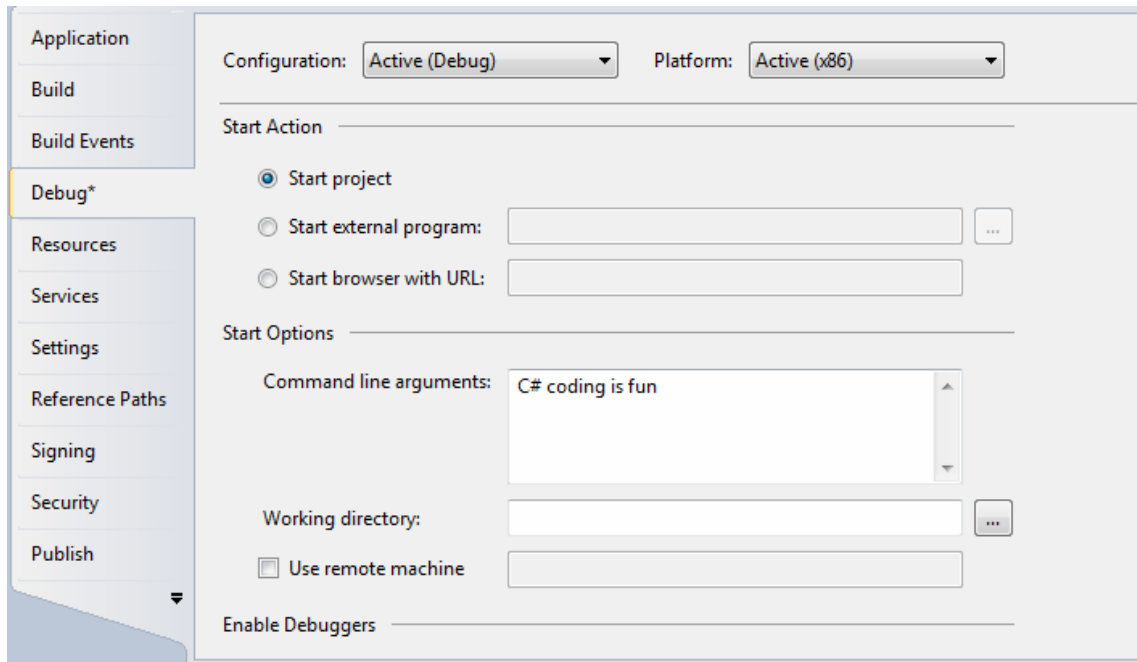 Application
Build
Build Events
Debug*
Resources
Services
Settings
Reference Paths
Signing
Security
Publish
Configuration: Active (Debug) Platform: Active (x86)
Start Action
Start project
Start external program: ...
Start browser with URL:
Start Options
Command line arguments: C# coding is fun
Working directory: ...
Use remote machine
Enable Debuggers